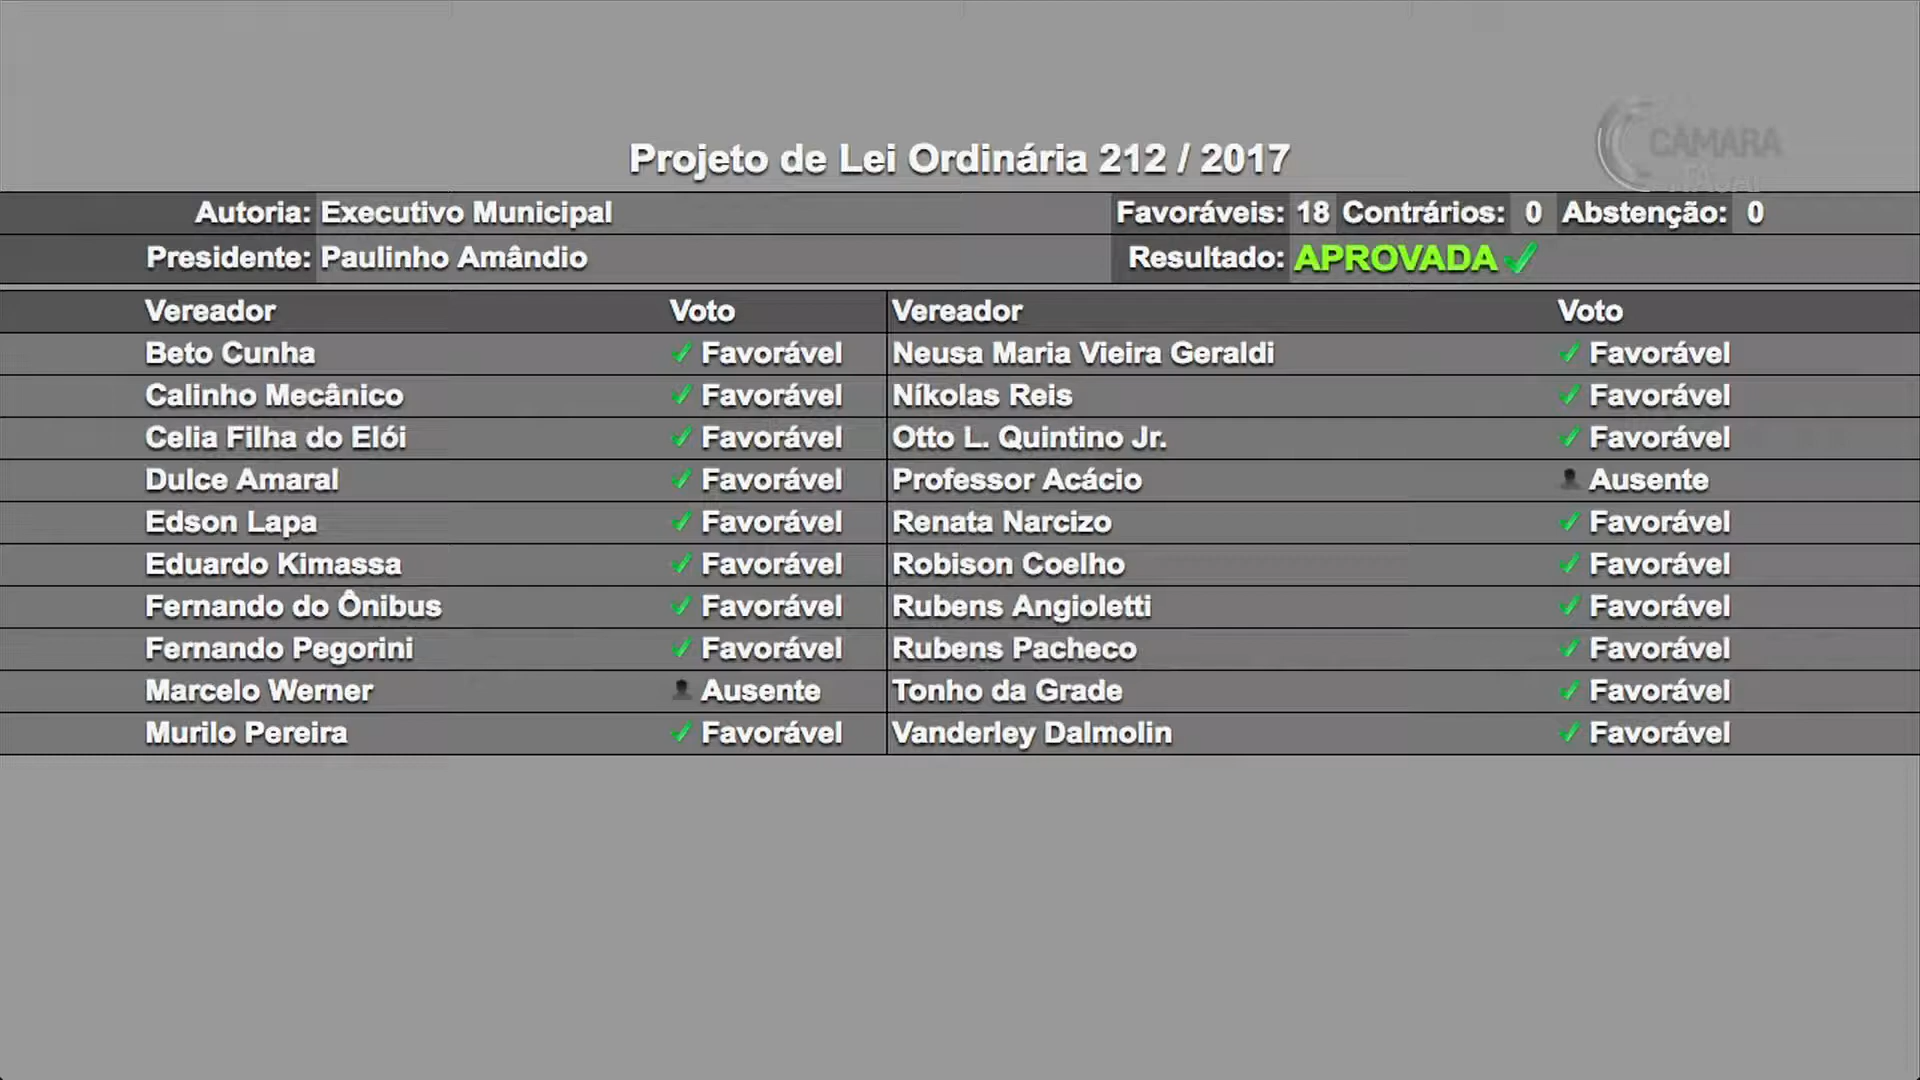 CÂMARA
ITAJAÍ
Projeto de Lei Ordinária 212 / 2017
Autoria: Executivo Municipal Favoráveis: 18 Contrários: 0 Abstenção: 0
Presidente: Paulinho Amândio Resultado: APROVADA
Vereador Voto Vereador Voto
Beto Cunha Favorável Neusa Maria Vieira Geraldi Favorável
Calinho Mecânico Favorável Níkolas Reis Favorável
Celia Filha do Elói Favorável Otto L. Quintino Jr. Favorável
Dulce Amaral Favorável Professor Acácio Ausente
Edson Lapa Favorável Renata Narcizo Favorável
Eduardo Kimassa Favorável Robison Coelho Favorável
Fernando do Ônibus Favorável Rubens Angioletti Favorável
Fernando Pegorini Favorável Rubens Pacheco Favorável
Marcelo Werner Ausente Tonho da Grade Favorável
Murilo Pereira Favorável Vanderley Dalmolin Favorável